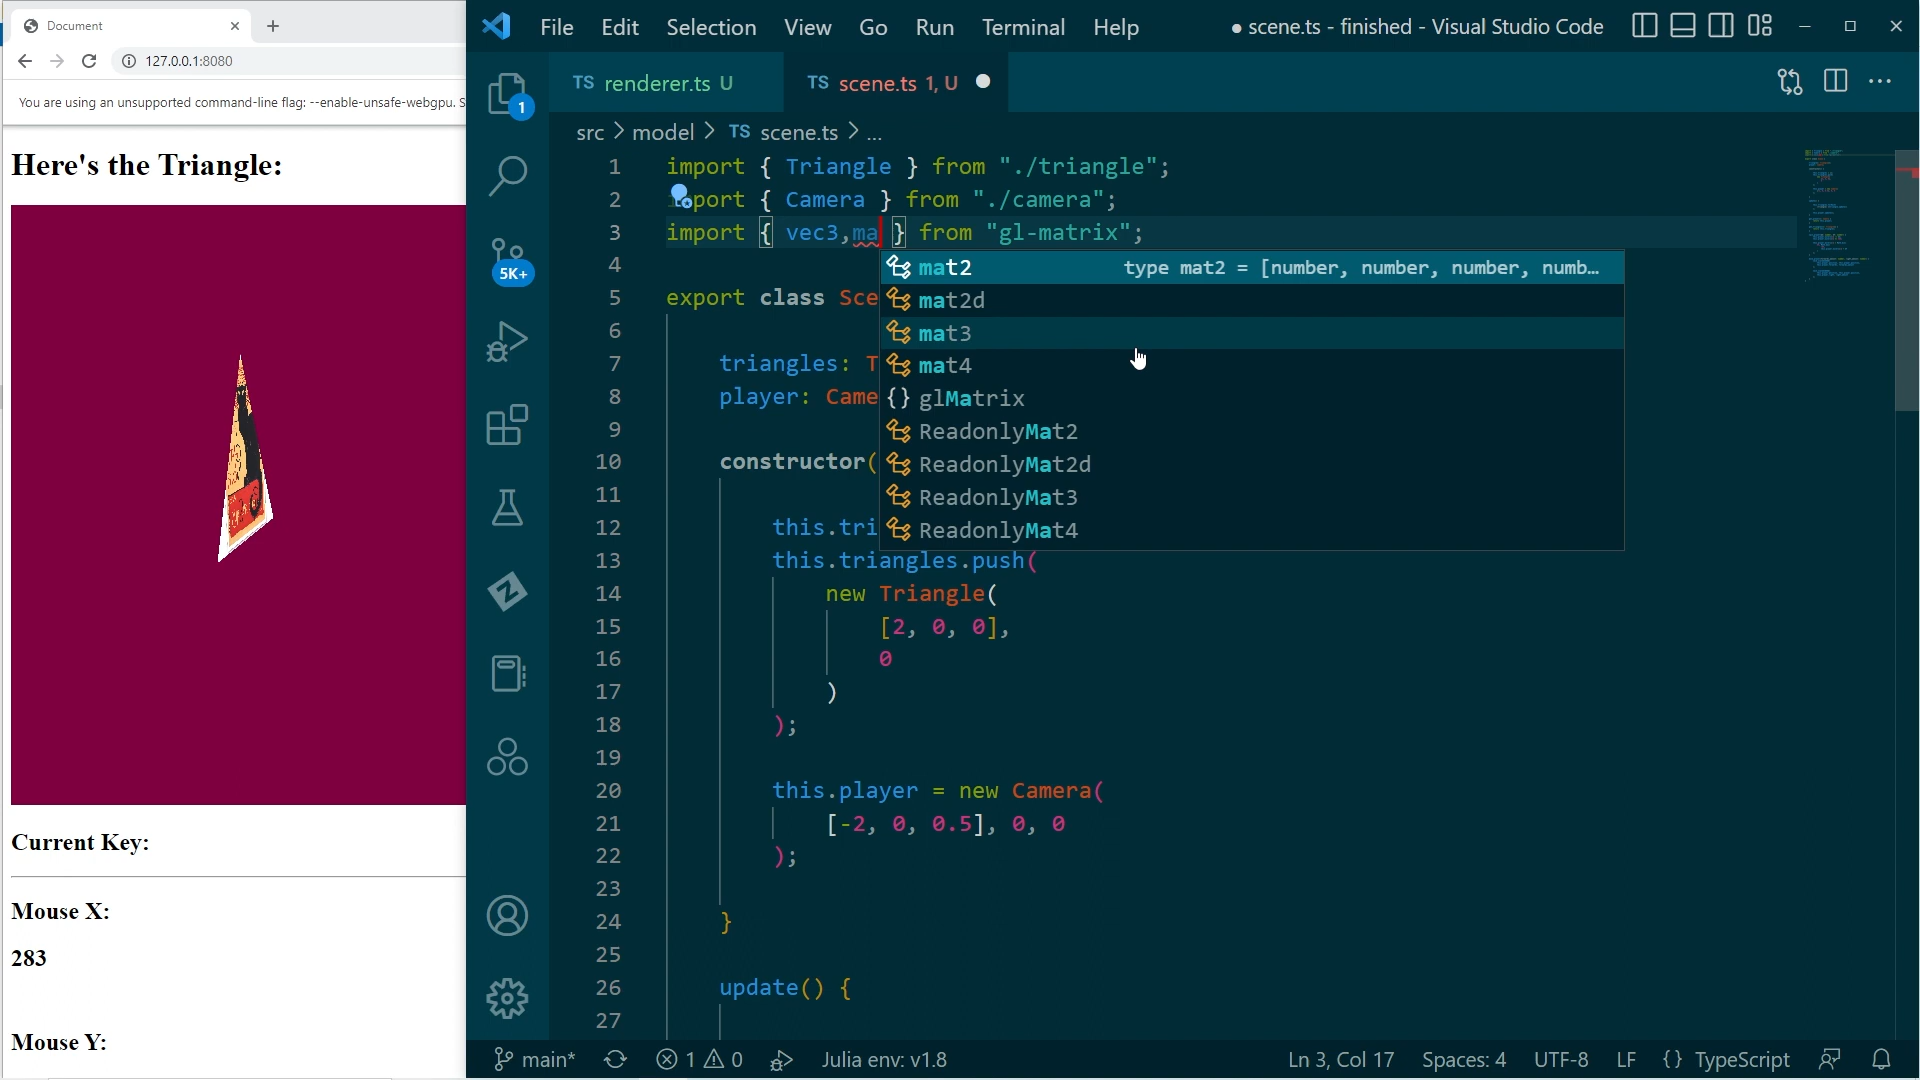 Document
127.0.0.1:8080
You are using an unsupported command-line flag: --enable-unsafe-webgpu. S
Here's the Triangle:
Current Key:
Mouse X:
283
Mouse Y:
File Edit Selection View Go Run Terminal Help
● scene.ts - finished - Visual Studio Code
TS renderer.ts U
TS scene.ts 1, U
src > model > TS scene.ts > ...
1
5K+
1 import { Triangle } from "./triangle";
2 import { Camera } from "./camera";
3 import { vec3,ma } from "gl-matrix";
4
5 export class Sce
6
7 triangles: T
8 player: Came
9
10 constructor(
11
12 this.tri
13 this.triangles.push(
14 new Triangle(
15 [2, 0, 0],
16 0
17 )
18 );
19
20 this.player = new Camera(
21 [-2, 0, 0.5], 0, 0
22 );
23
24 }
25
26 update() {
27
mat2 type mat2 = [number, number, number, numb...
mat2d
mat3
mat4
{} glMatrix
ReadonlyMat2
ReadonlyMat2d
ReadonlyMat3
ReadonlyMat4
main* 1 0 Julia env: v1.8
Ln 3, Col 17 Spaces: 4 UTF-8 LF {} TypeScript